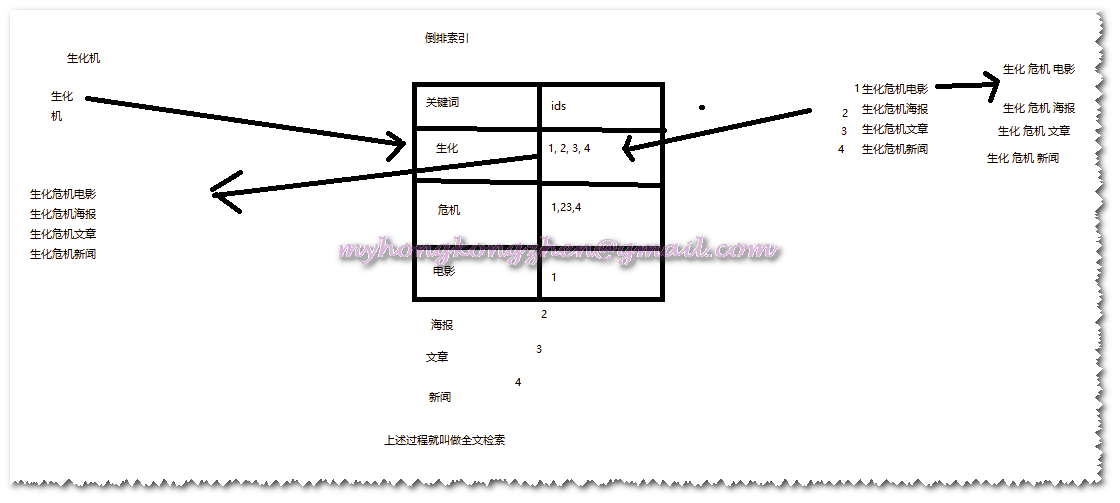 倒排索引
生化机
生化
机
关键词 ids
生化 1, 2, 3, 4
危机 1,23,4
电影 1
海报 2
文章 3
新闻 4
生化危机电影
生化危机海报
生化危机文章
生化危机新闻
1 生化危机电影
2 生化危机海报
3 生化危机文章
4 生化危机新闻
生化 危机 电影
生化 危机 海报
生化 危机 文章
生化 危机 新闻
上述过程就叫做全文检索